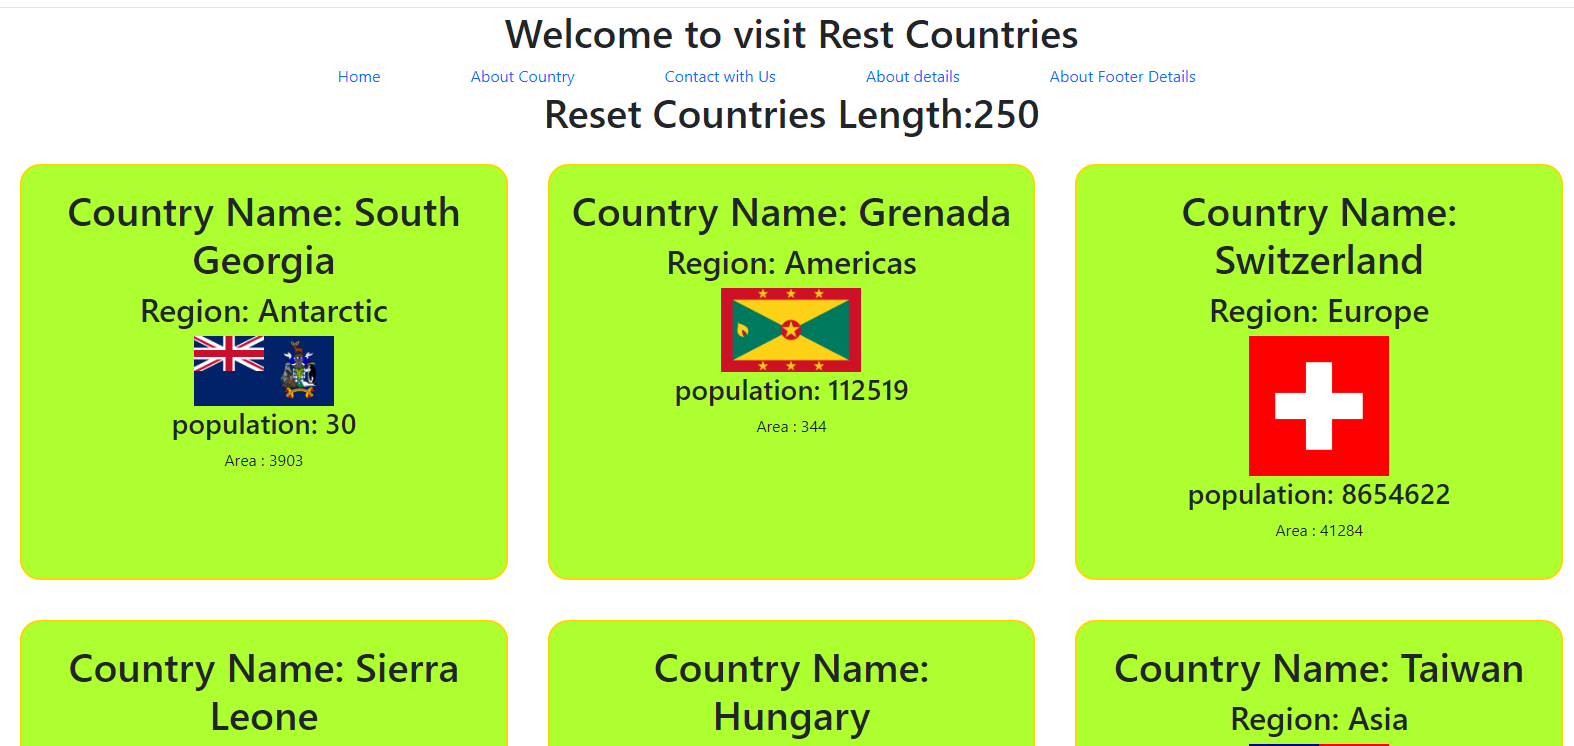 Welcome to visit Rest Countries
Home About Country Contact with Us About details About Footer Details
Reset Countries Length:250
Country Name: South
Georgia
Region: Antarctic
population: 30
Area : 3903
Country Name: Grenada
Region: Americas
population: 112519
Area : 344
Country Name:
Switzerland
Region: Europe
population: 8654622
Area : 41284
Country Name: Sierra
Leone
Country Name:
Hungary
Country Name: Taiwan
Region: Asia